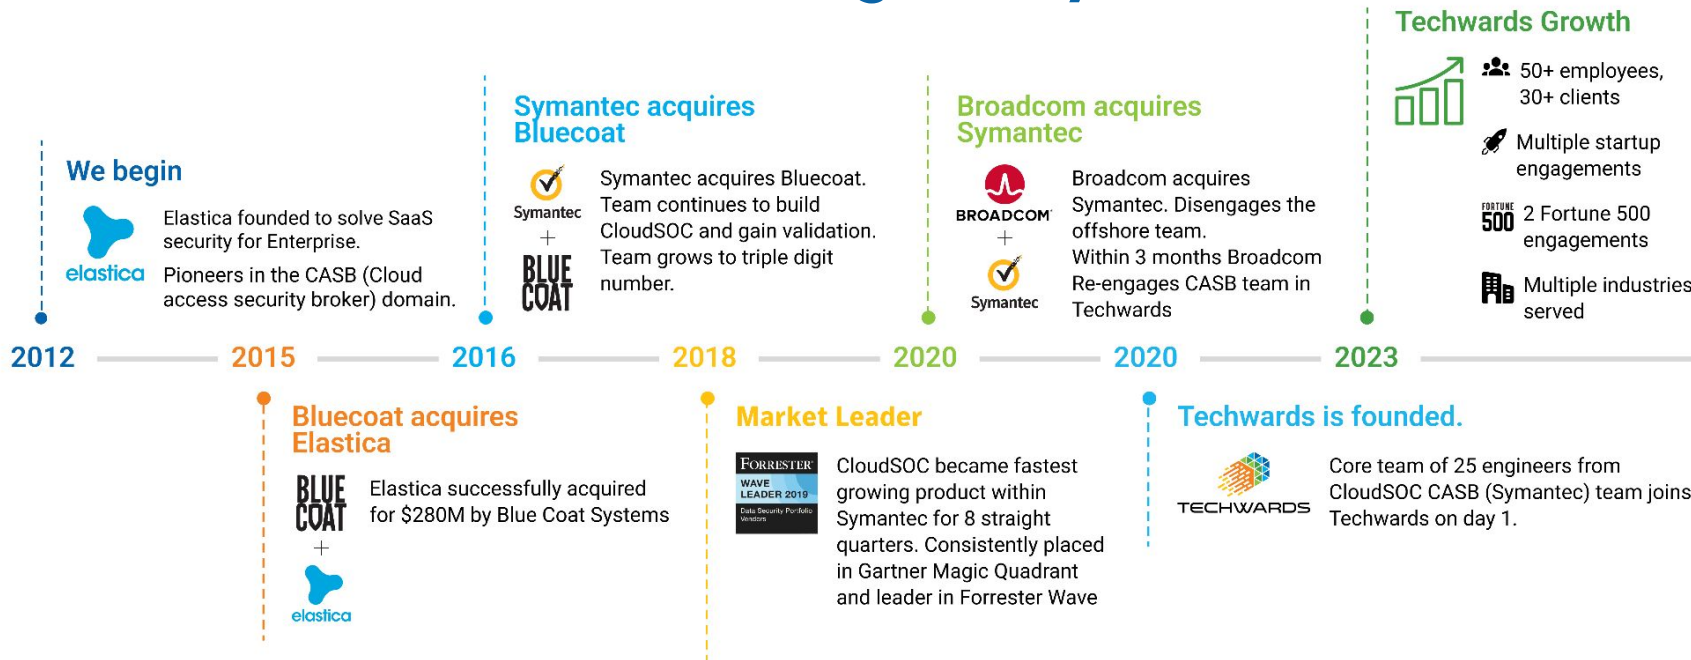 Techwards Growth
50+ employees,
30+ clients
Multiple startup
engagements
FORTUNE
500
2 Fortune 500
engagements
Multiple industries
served
Symantec acquires
Bluecoat
Symantec
+
BLUE
COAT
Symantec acquires Bluecoat.
Team continues to build
CloudSOC and gain validation.
Team grows to triple digit
number.
Broadcom acquires
Symantec
BROADCOM
+
Symantec
Broadcom acquires
Symantec. Disengages the
offshore team.
Within 3 months Broadcom
Re-engages CASB team in
Techwards
We begin
elastica
Elastica founded to solve SaaS
security for Enterprise.
Pioneers in the CASB (Cloud
access security broker) domain.
2012
2015
2016
2018
2020
2020
2023
Bluecoat acquires
Elastica
BLUE
COAT
+
elastica
Elastica successfully acquired
for $280M by Blue Coat Systems
Market Leader
FORRESTER
WAVE
LEADER 2019
Data Security Portfolio
Vendors
CloudSOC became fastest
growing product within
Symantec for 8 straight
quarters. Consistently placed
in Gartner Magic Quadrant
and leader in Forrester Wave
Techwards is founded.
TECHWARDS
Core team of 25 engineers from
CloudSOC CASB (Symantec) team joins
Techwards on day 1.